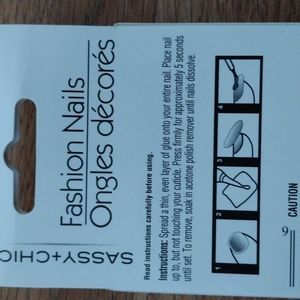 SASSY+CHIC
Fashion Nails
Ongles décorés
Read instructions carefully before using.
Instructions: Spread a thin, even layer of glue onto your entire nail. Place nail
up to, but not touching your cuticle. Press firmly for approximately 5 seconds
until set. To remove, soak in acetone polish remover until nails dissolve.
1
2
3
4
CAUTION